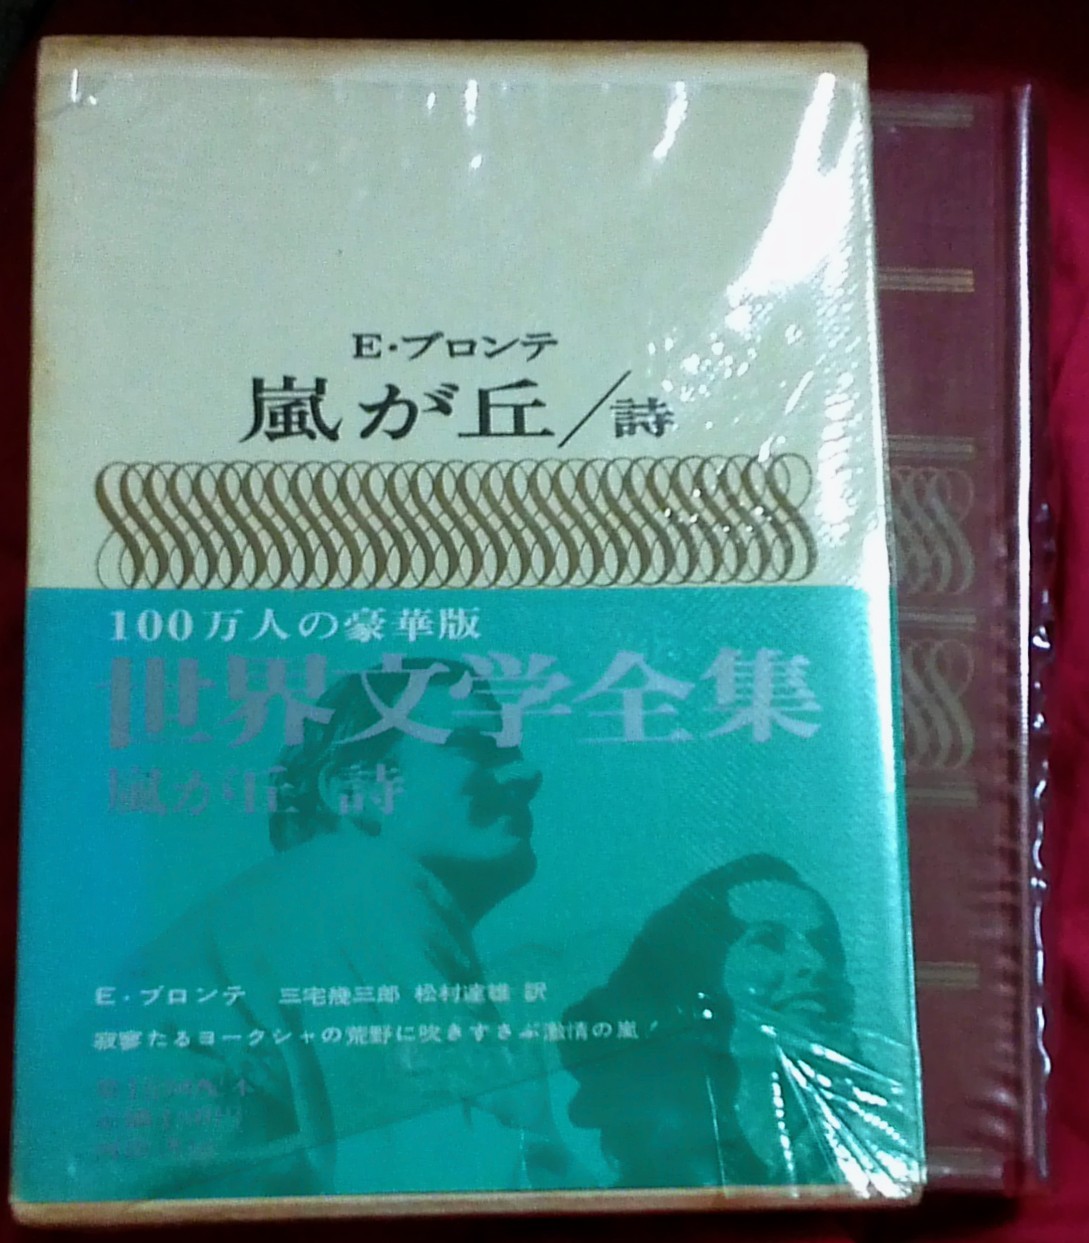 E・ブロンテ
嵐が丘/詩
100万人の豪華版
世界文学全集
嵐が丘 詩
E・ブロンテ 三宅幾三郎 松村達雄 訳
寂寥たるヨークシャの荒野に吹きすさぶ激情の嵐!